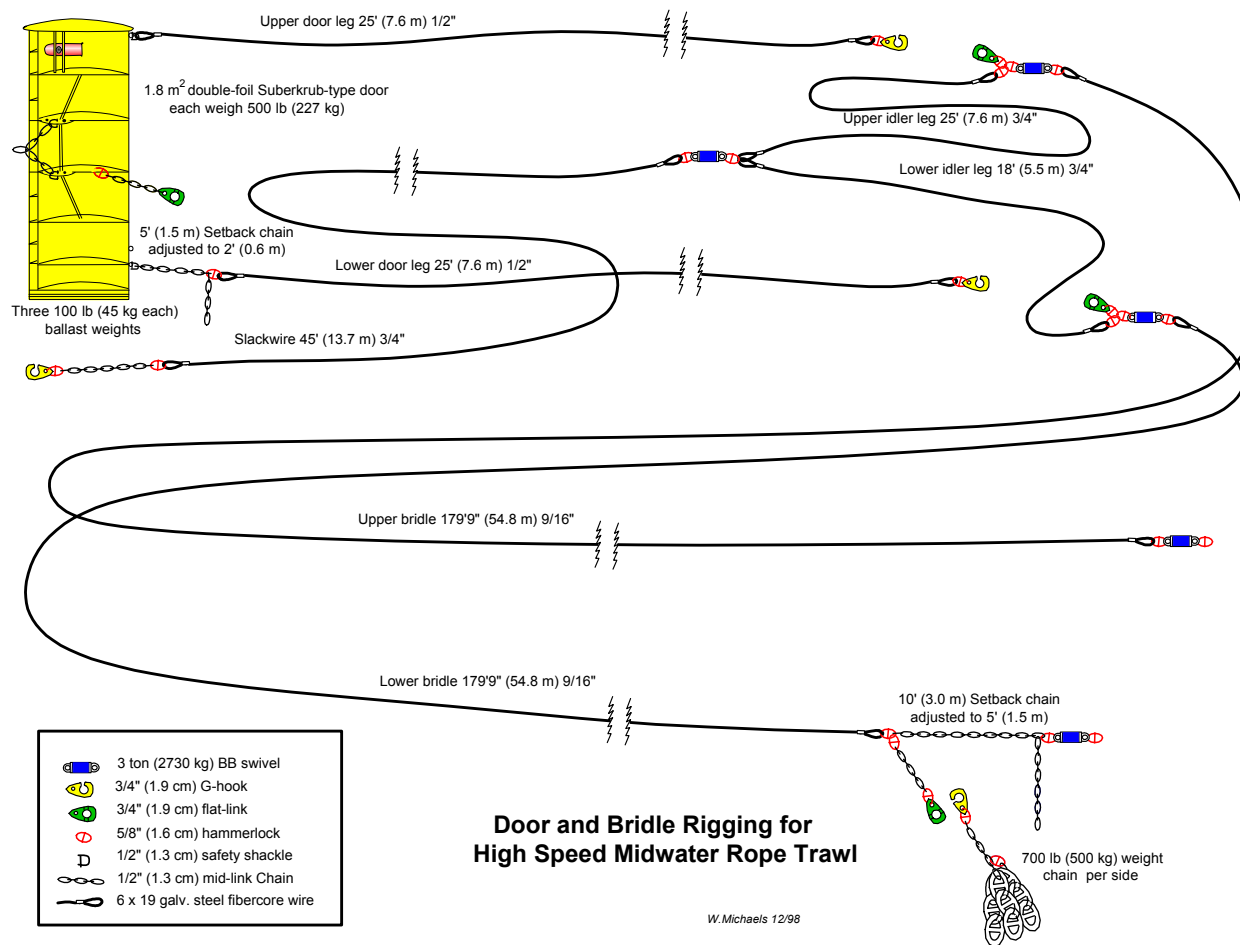 Upper door leg 25' (7.6 m) 1/2"
1.8 m² double-foil Suberkrub-type door
each weigh 500 lb (227 kg)
Upper idler leg 25' (7.6 m) 3/4"
Lower idler leg 18' (5.5 m) 3/4"
5' (1.5 m) Setback chain
adjusted to 2' (0.6 m)
Lower door leg 25' (7.6 m) 1/2"
Three 100 lb (45 kg each)
ballast weights
Slackwire 45' (13.7 m) 3/4"
Upper bridle 179'9" (54.8 m) 9/16"
Lower bridle 179'9" (54.8 m) 9/16"
10' (3.0 m) Setback chain
adjusted to 5' (1.5 m)
3 ton (2730 kg) BB swivel
3/4" (1.9 cm) G-hook
3/4" (1.9 cm) flat-link
5/8" (1.6 cm) hammerlock
1/2" (1.3 cm) safety shackle
1/2" (1.3 cm) mid-link Chain
6 x 19 galv. steel fibercore wire
Door and Bridle Rigging for
High Speed Midwater Rope Trawl
700 lb (500 kg) weight
chain per side
W.Michaels 12/98